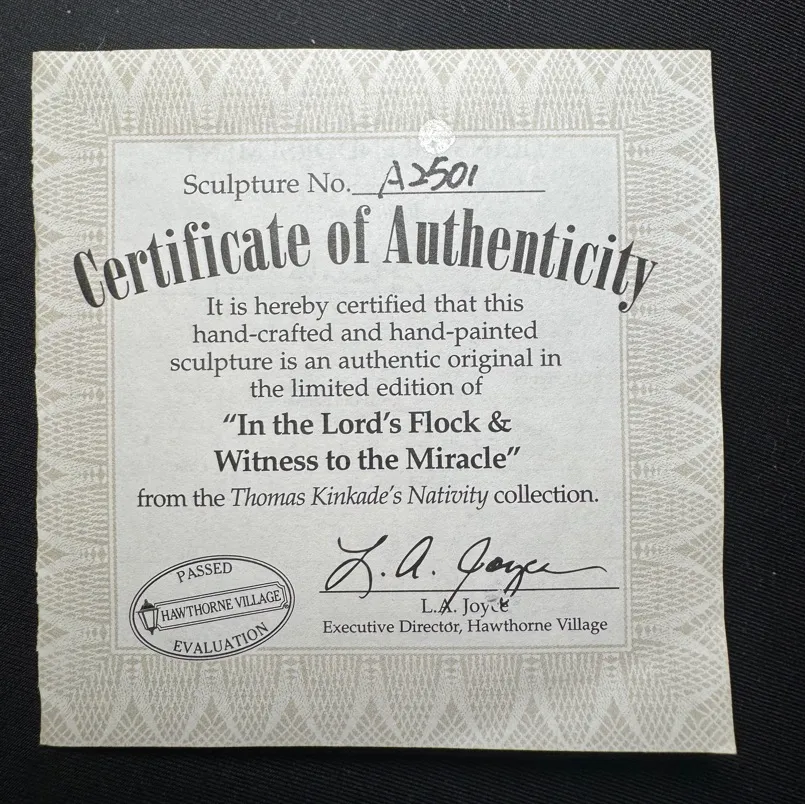 Sculpture No. A2501
Certificate of Authenticity
It is hereby certified that this
hand-crafted and hand-painted
sculpture is an authentic original in
the limited edition of
“In the Lord’s Flock &
Witness to the Miracle”
from the Thomas Kinkade’s Nativity collection.
L. A. Joyce
L.A. Joyce
Executive Director, Hawthorne Village
PASSED
HAWTHORNE VILLAGE
EVALUATION